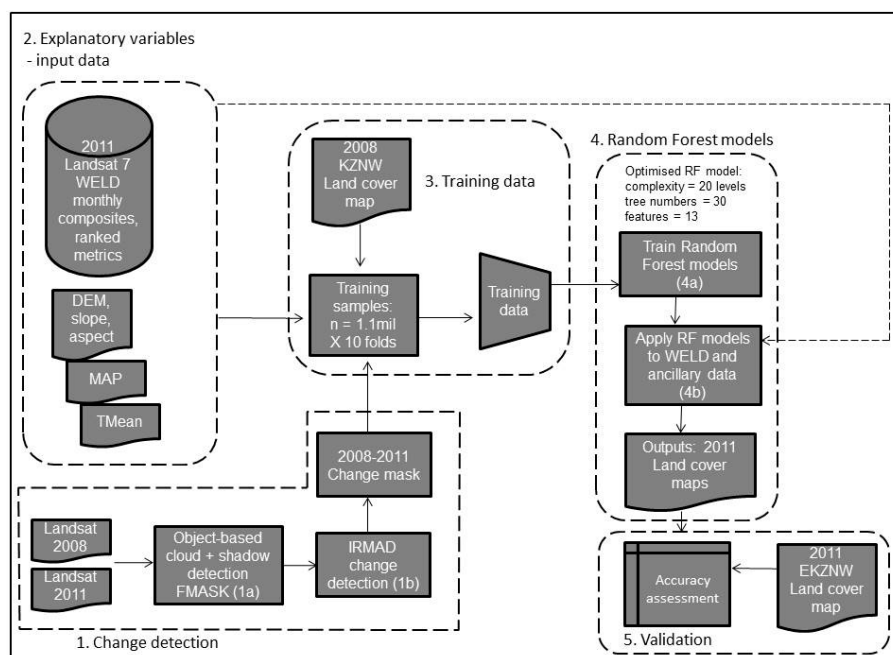 2. Explanatory variables
- input data
2011
Landsat 7
WELD
monthly
composites,
ranked
metrics
DEM,
slope,
aspect
MAP
TMean
2008
KZNW
Land cover
map
3. Training data
Training
samples:
n = 1.1mil
X 10 folds
Training
data
4. Random Forest models
Optimised RF model:
complexity = 20 levels
tree numbers = 30
features = 13
Train Random
Forest models
(4a)
Apply RF models
to WELD and
ancillary data
(4b)
Outputs: 2011
Land cover
maps
2008-2011
Change mask
Landsat
2008
Landsat
2011
Object-based
cloud + shadow
detection
FMASK (1a)
IRMAD
change
detection (1b)
1. Change detection
Accuracy
assessment
2011
EKZNW
Land cover
map
5. Validation